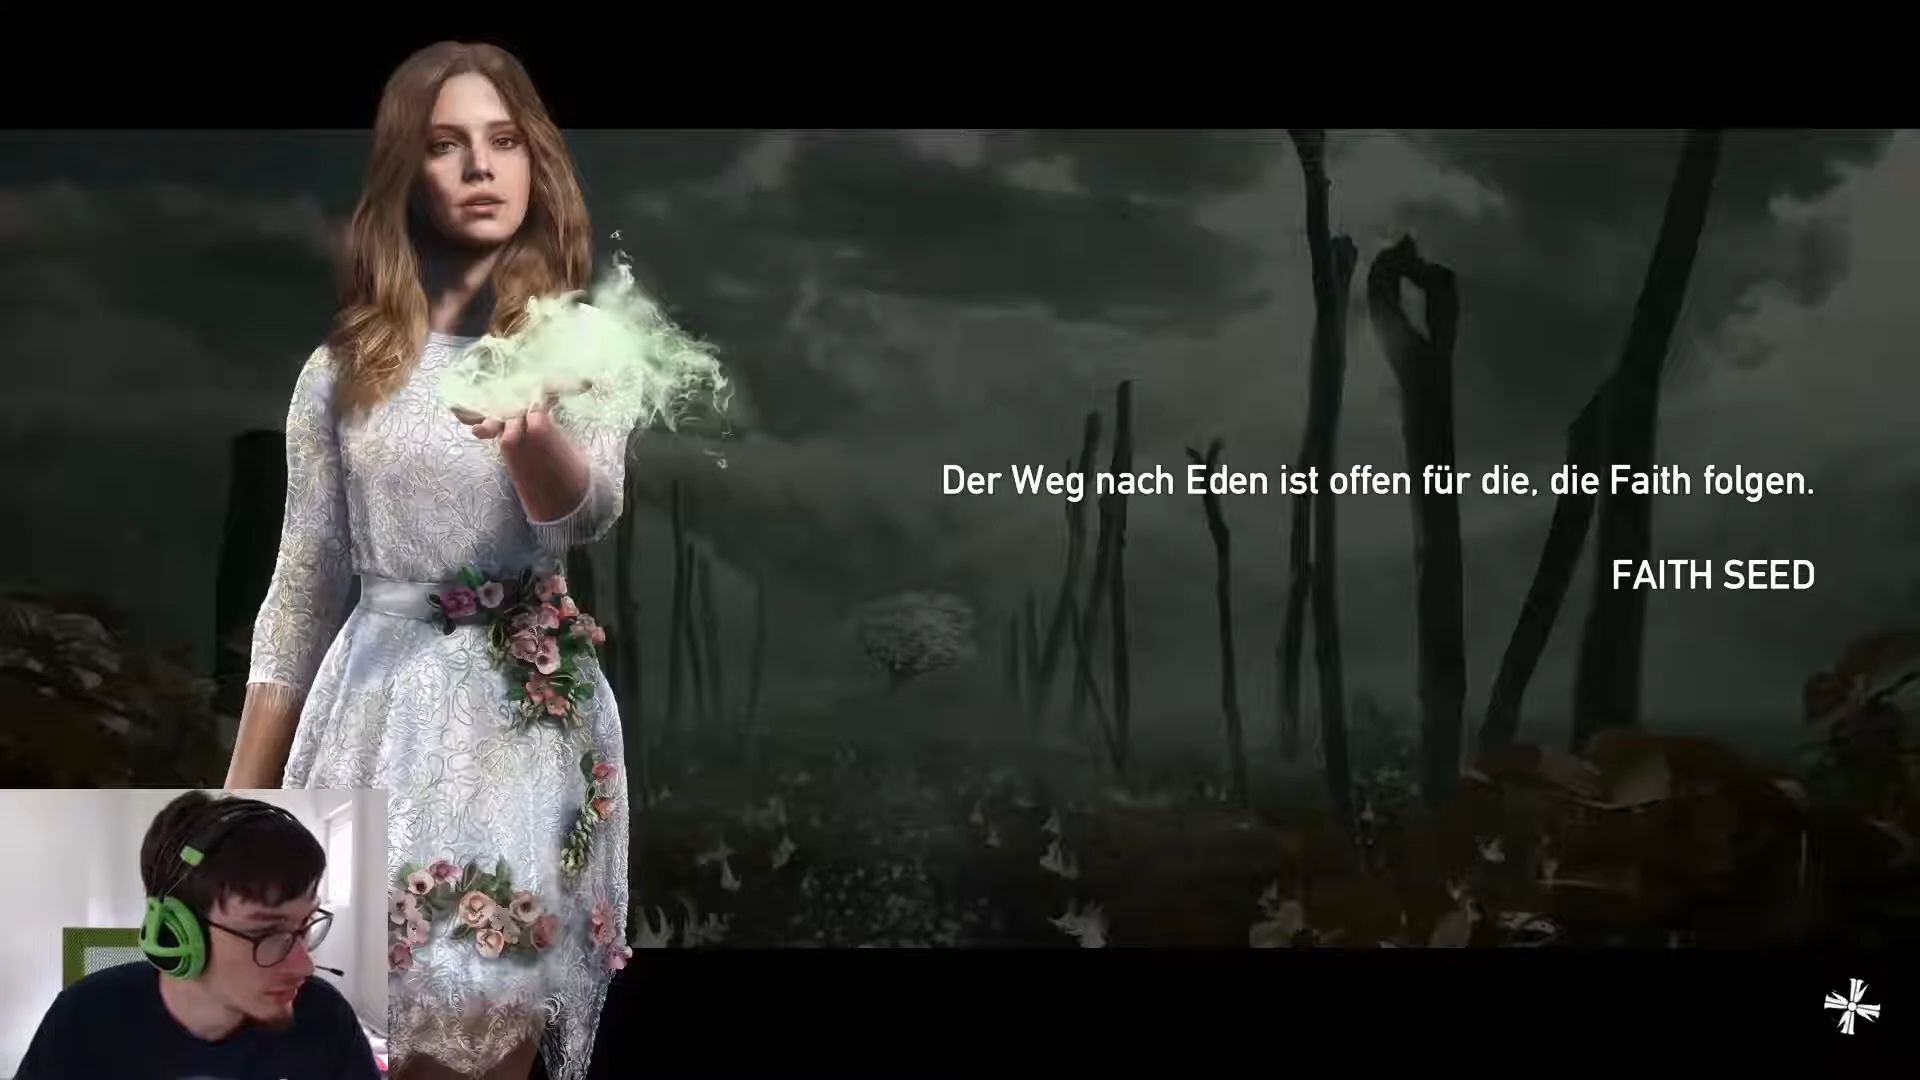 Der Weg nach Eden ist offen für die, die Faith folgen.
FAITH SEED